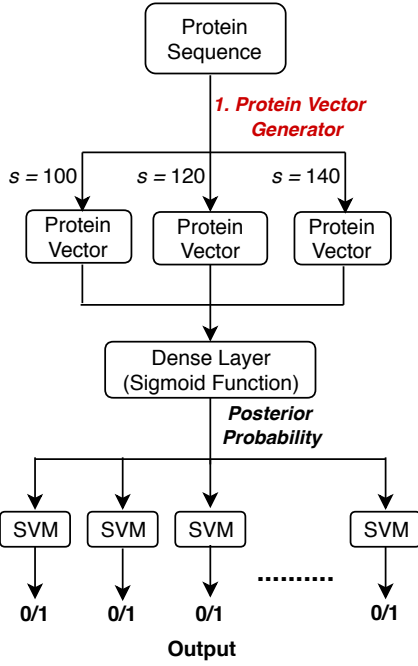 Protein
Sequence
1. Protein Vector
Generator
s = 100
s = 120
s = 140
Protein
Vector
Protein
Vector
Protein
Vector
Dense Layer
(Sigmoid Function)
Posterior
Probability
SVM
SVM
SVM
SVM
..........
0/1
0/1
0/1
0/1
Output